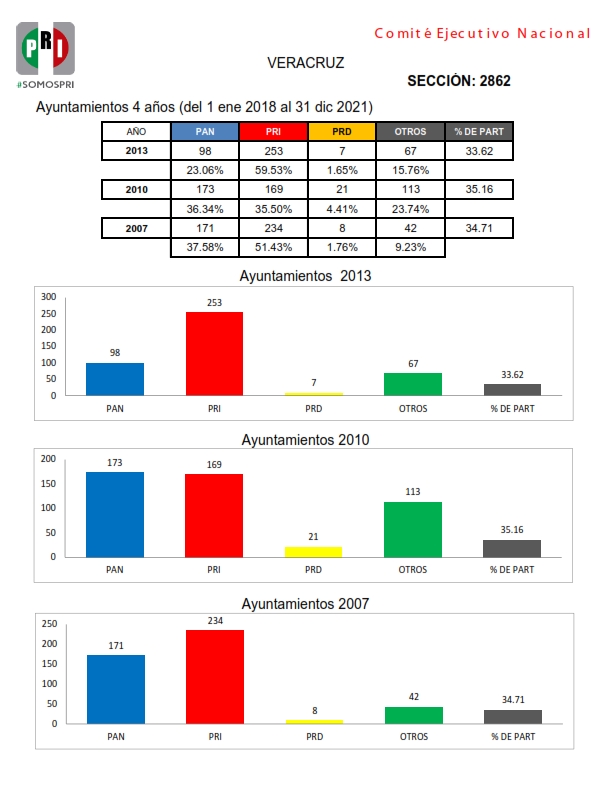 Comité Ejecutivo Nacional
PRI
#SOMOSPRI
VERACRUZ
SECCIÓN: 2862
Ayuntamientos 4 años (del 1 ene 2018 al 31 dic 2021)
AÑO PAN PRI PRD OTROS % DE PART
2013 98 253 7 67 33.62
23.06% 59.53% 1.65% 15.76%
2010 173 169 21 113 35.16
36.34% 35.50% 4.41% 23.74%
2007 171 234 8 42 34.71
37.58% 51.43% 1.76% 9.23%
Ayuntamientos 2013
300
250
200
150
100
50
0
98 253 7 67 33.62
PAN PRI PRD OTROS % DE PART
Ayuntamientos 2010
200
150
100
50
0
173 169 21 113 35.16
PAN PRI PRD OTROS % DE PART
Ayuntamientos 2007
250
200
150
100
50
0
171 234 8 42 34.71
PAN PRI PRD OTROS % DE PART